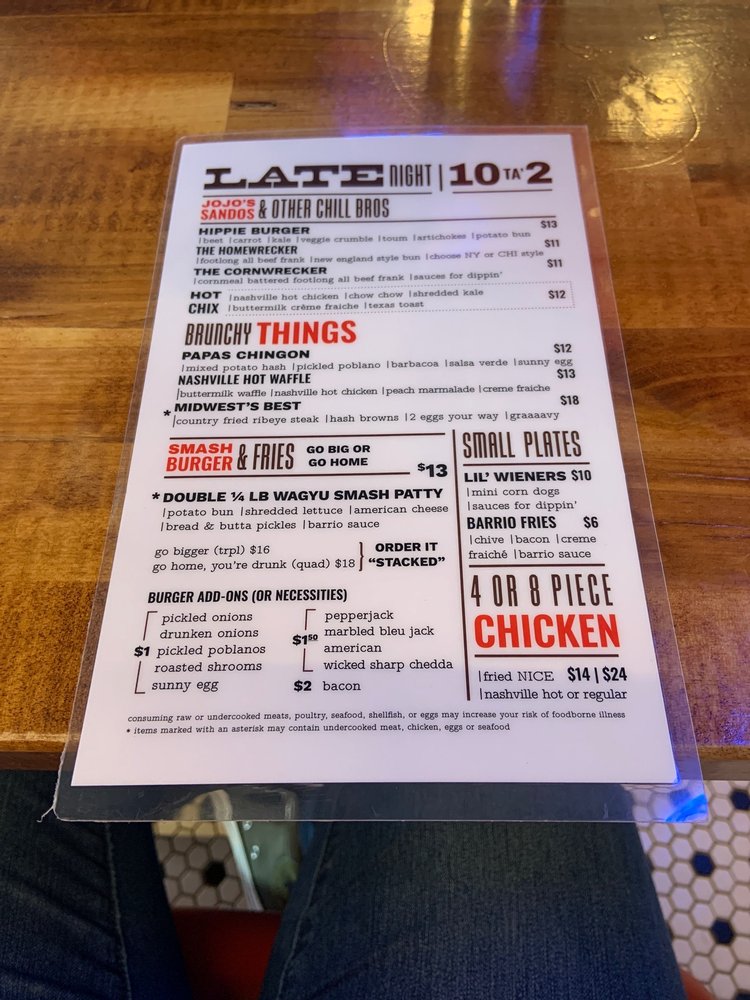 LATE NIGHT | 10 TA' 2
JOJO'S SANDOS & OTHER CHILL BROS
HIPPIE BURGER $13
|beet |carrot |kale |veggie crumble |toum |artichokes |potato bun
THE HOMEWRECKER $11
|footlong all beef frank |new england style bun |choose NY or CHI style
THE CORNWRECKER $11
|cornmeal battered footlong all beef frank |sauces for dippin'
HOT CHIX $12
|nashville hot chicken |chow chow |shredded kale
|buttermilk crème fraiche |texas toast
BRUNCHY THINGS
PAPAS CHINGON $12
|mixed potato hash |pickled poblano |barbacoa |salsa verde |sunny egg
NASHVILLE HOT WAFFLE $13
|buttermilk waffle |nashville hot chicken |peach marmalade |creme fraiche
* MIDWEST'S BEST $18
|country fried ribeye steak |hash browns |2 eggs your way |graaaavy
SMASH BURGER & FRIES GO BIG OR GO HOME $13
* DOUBLE ¼ LB WAGYU SMASH PATTY
|potato bun |shredded lettuce |american cheese
|bread & butta pickles |barrio sauce
go bigger (trpl) $16
go home, you're drunk (quad) $18
ORDER IT
"STACKED"
BURGER ADD-ONS (OR NECESSITIES)
$1
pickled onions
drunken onions
pickled poblanos
roasted shrooms
sunny egg
$1⁵⁰
pepperjack
marbled bleu jack
american
wicked sharp chedda
$2 bacon
SMALL PLATES
LIL' WIENERS $10
|mini corn dogs
|sauces for dippin'
BARRIO FRIES $6
|chive |bacon |creme
fraiché |barrio sauce
4 OR 8 PIECE
CHICKEN
|fried NICE $14 | $24
|nashville hot or regular
consuming raw or undercooked meats, poultry, seafood, shellfish, or eggs may increase your risk of foodborne illness
* items marked with an asterisk may contain undercooked meat, chicken, eggs or seafood